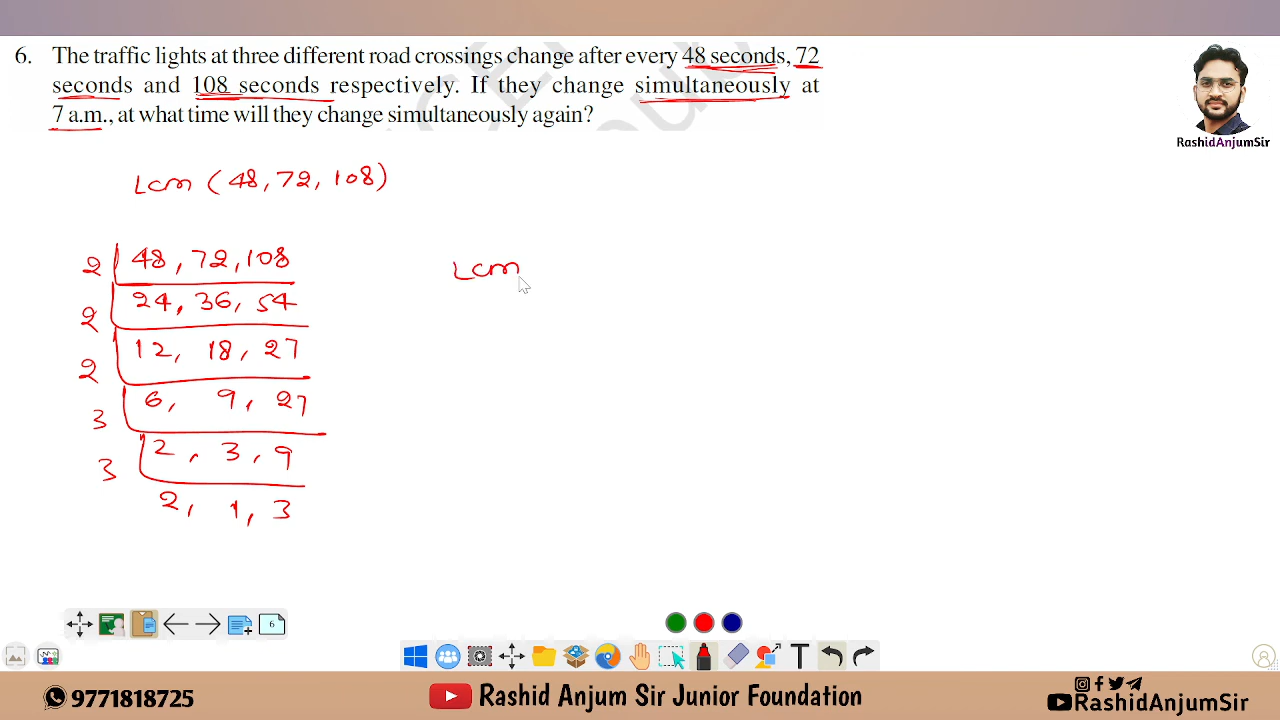 6. The traffic lights at three different road crossings change after every 48 seconds, 72
seconds and 108 seconds respectively. If they change simultaneously at
7 a.m., at what time will they change simultaneously again?
RashidAnjumSir
Lcm (48, 72, 108)
2 48, 72, 108
Lcm
2 24, 36, 54
2 12, 18, 27
3 6, 9, 27
3 2, 3, 9
2, 1, 3
6
T
9771818725
Rashid Anjum Sir Junior Foundation
RashidAnjumSir